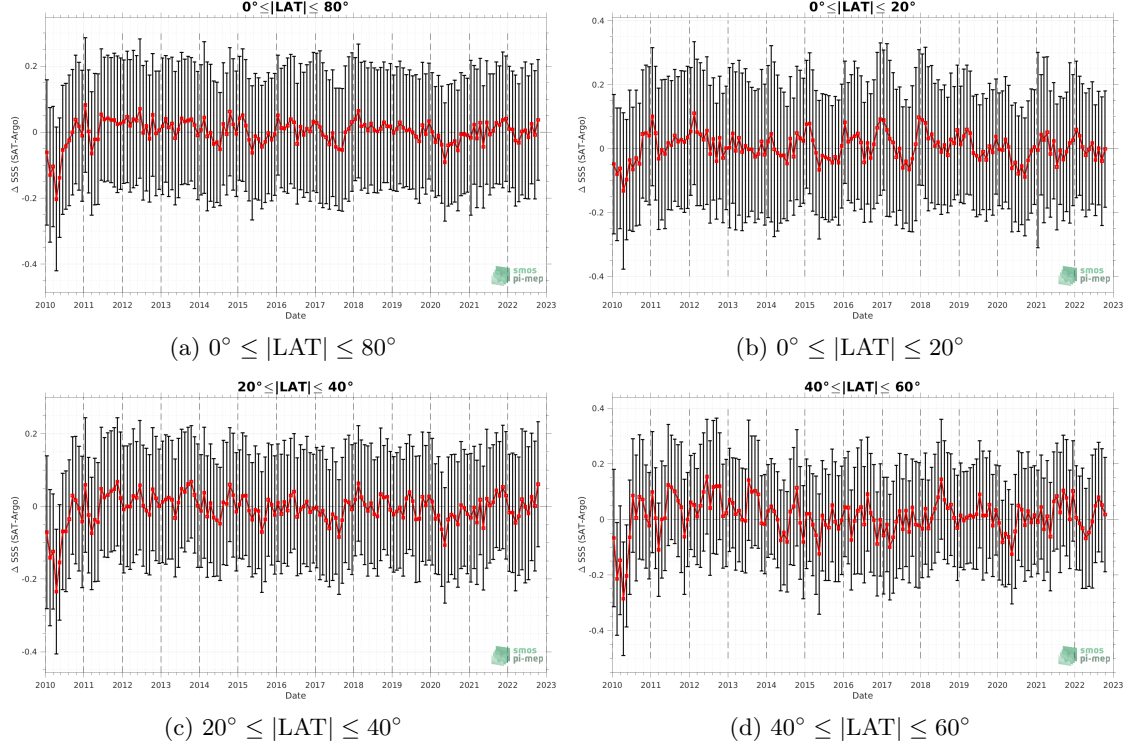 0°≤|LAT|≤ 80°
Δ SSS (SAT-Argo)
0.2
0
-0.2
-0.4
smos
pi-mep
2010 2011 2012 2013 2014 2015 2016 2017 2018 2019 2020 2021 2022 2023
Date
(a) 0° ≤ |LAT| ≤ 80°
0°≤|LAT|≤ 20°
Δ SSS (SAT-Argo)
0.4
0.2
0
-0.2
-0.4
smos
pi-mep
2010 2011 2012 2013 2014 2015 2016 2017 2018 2019 2020 2021 2022 2023
Date
(b) 0° ≤ |LAT| ≤ 20°
20°≤|LAT|≤ 40°
Δ SSS (SAT-Argo)
0.2
0
-0.2
-0.4
smos
pi-mep
2010 2011 2012 2013 2014 2015 2016 2017 2018 2019 2020 2021 2022 2023
Date
(c) 20° ≤ |LAT| ≤ 40°
40°≤|LAT|≤ 60°
Δ SSS (SAT-Argo)
0.4
0.2
0
-0.2
-0.4
smos
pi-mep
2010 2011 2012 2013 2014 2015 2016 2017 2018 2019 2020 2021 2022 2023
Date
(d) 40° ≤ |LAT| ≤ 60°